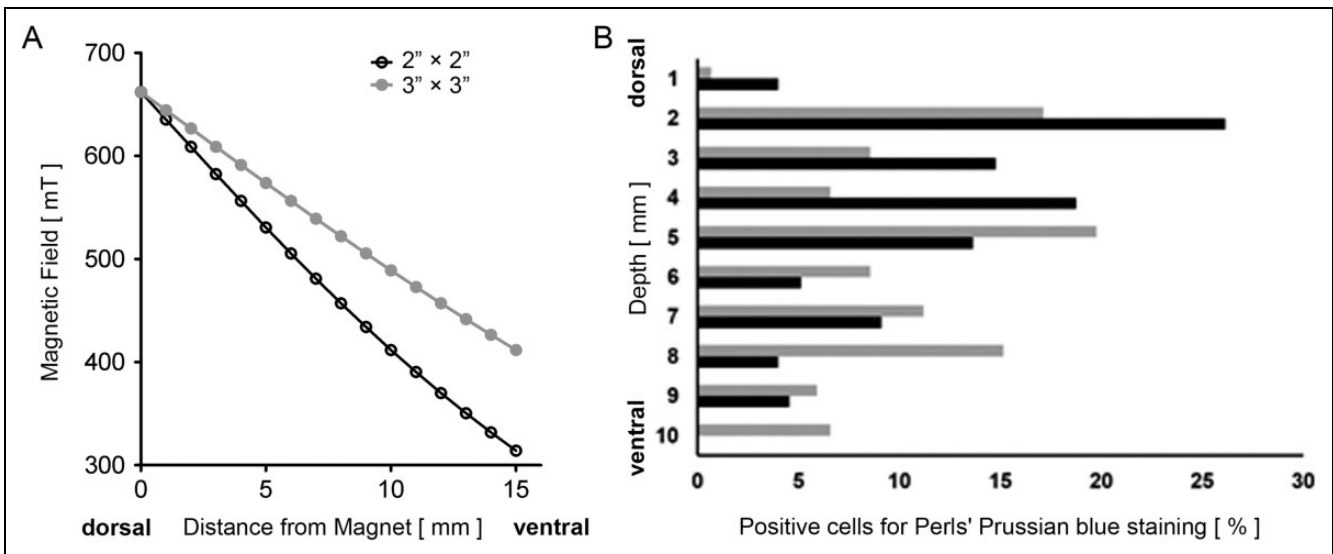 A
700
600
500
400
300
Magnetic Field [ mT ]
2” × 2”
3” × 3”
0 5 10 15
dorsal Distance from Magnet [ mm ] ventral
B
dorsal
Depth [ mm ]
ventral
1
2
3
4
5
6
7
8
9
10
0 5 10 15 20 25 30
Positive cells for Perls' Prussian blue staining [ % ]